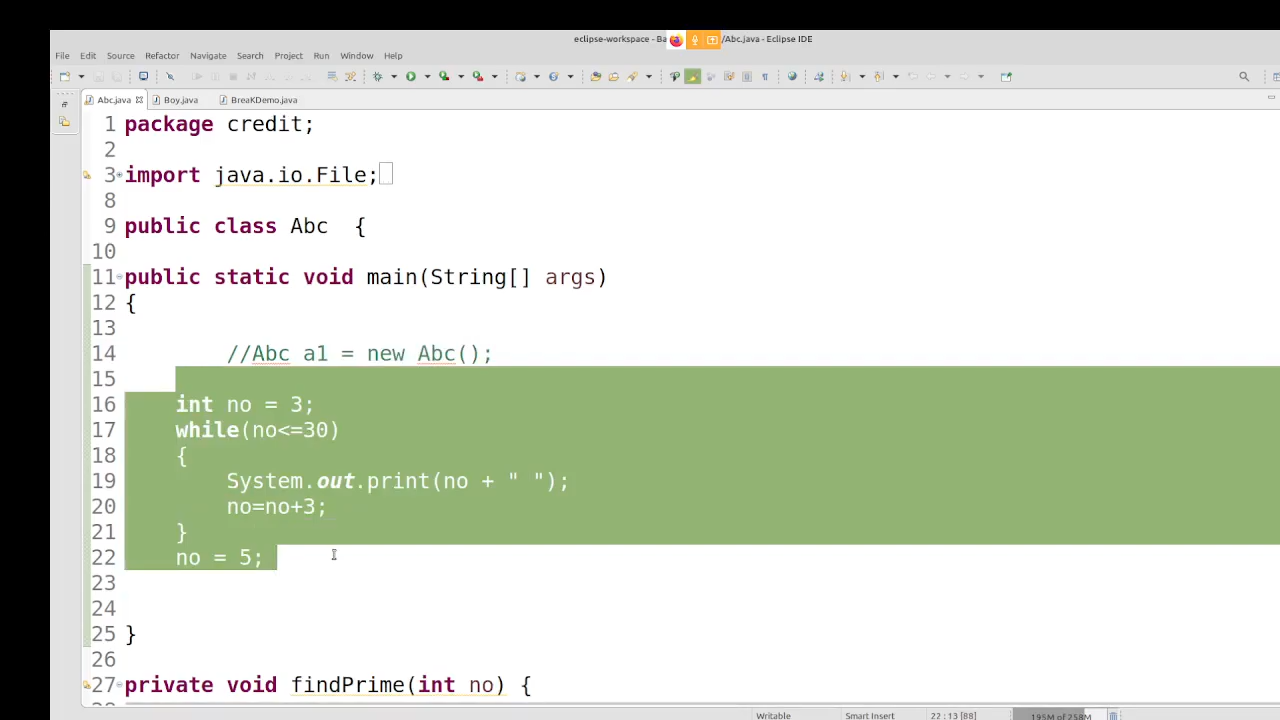 eclipse-workspace - Ba /Abc.java - Eclipse IDE
File Edit Source Refactor Navigate Search Project Run Window Help
Abc.java Boy.java BreaKDemo.java
1 package credit;
2
3 import java.io.File;
8
9 public class Abc {
10
11 public static void main(String[] args)
12 {
13
14 //Abc a1 = new Abc();
15
16 int no = 3;
17 while(no<=30)
18 {
19 System.out.print(no + " ");
20 no=no+3;
21 }
22 no = 5;
23
24
25 }
26
27 private void findPrime(int no) {
Writable Smart Insert 22 : 13 [88] 195M of 258M